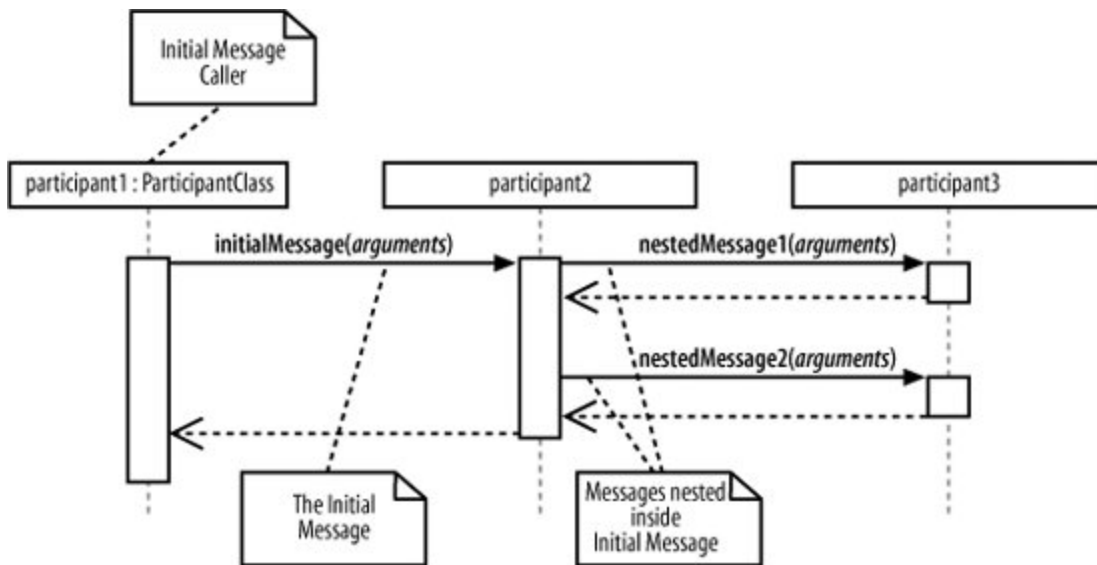 Initial Message
Caller
participant1 : ParticipantClass
participant2
participant3
initialMessage(arguments)
nestedMessage1(arguments)
nestedMessage2(arguments)
The Initial
Message
Messages nested
inside
Initial Message